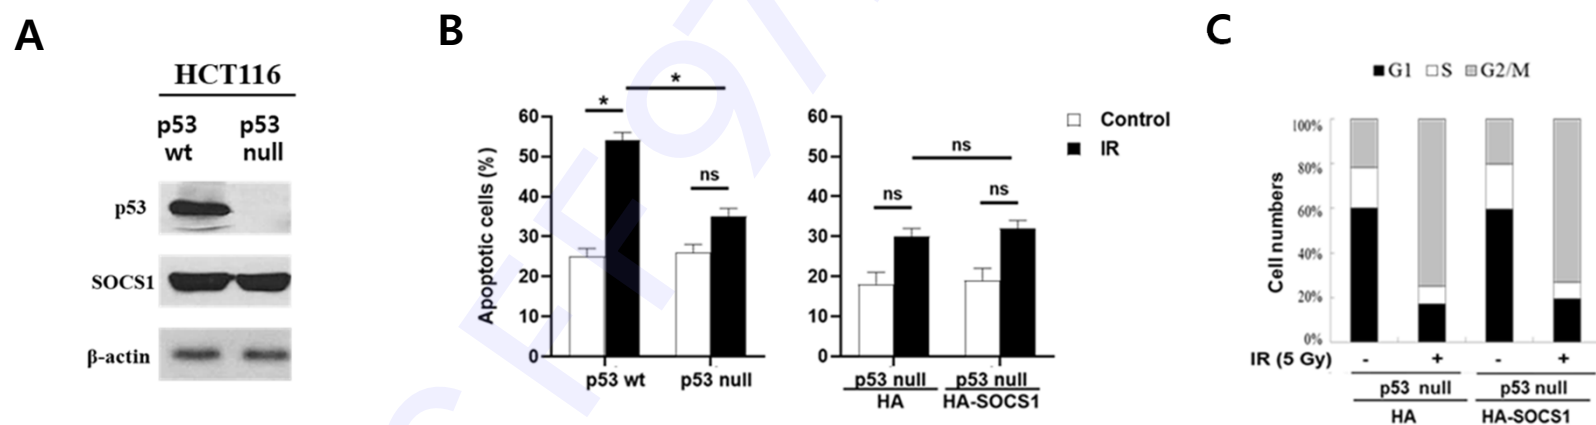 A
HCT116
p53 wt
p53 null
p53
SOCS1
β-actin
B
Apoptotic cells (%)
60
50
40
30
20
10
0
*
*
ns
p53 wt
p53 null
60
50
40
30
20
10
0
ns
ns
ns
p53 null
p53 null
HA
HA-SOCS1
Control
IR
C
G1 S G2/M
Cell numbers
100%
80%
60%
40%
20%
0%
IR (5 Gy) - + - +
p53 null
p53 null
HA
HA-SOCS1